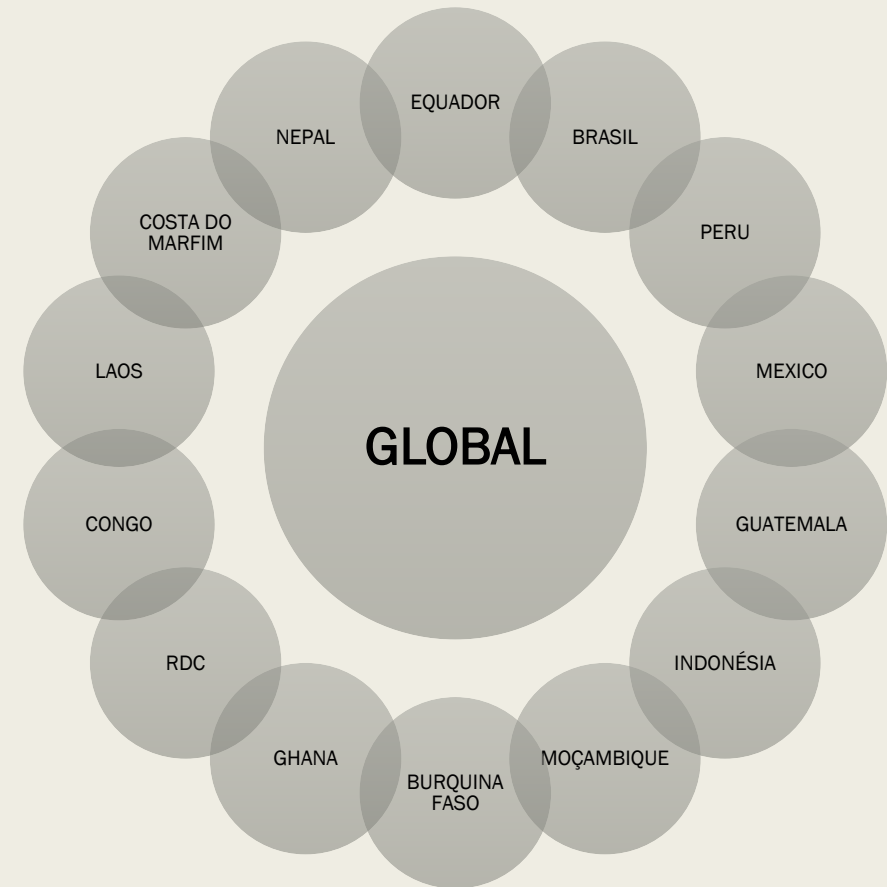 EQUADOR
BRASIL
PERU
MEXICO
GUATEMALA
INDONÉSIA
MOÇAMBIQUE
BURQUINA
FASO
GHANA
RDC
CONGO
LAOS
COSTA DO
MARFIM
NEPAL
GLOBAL